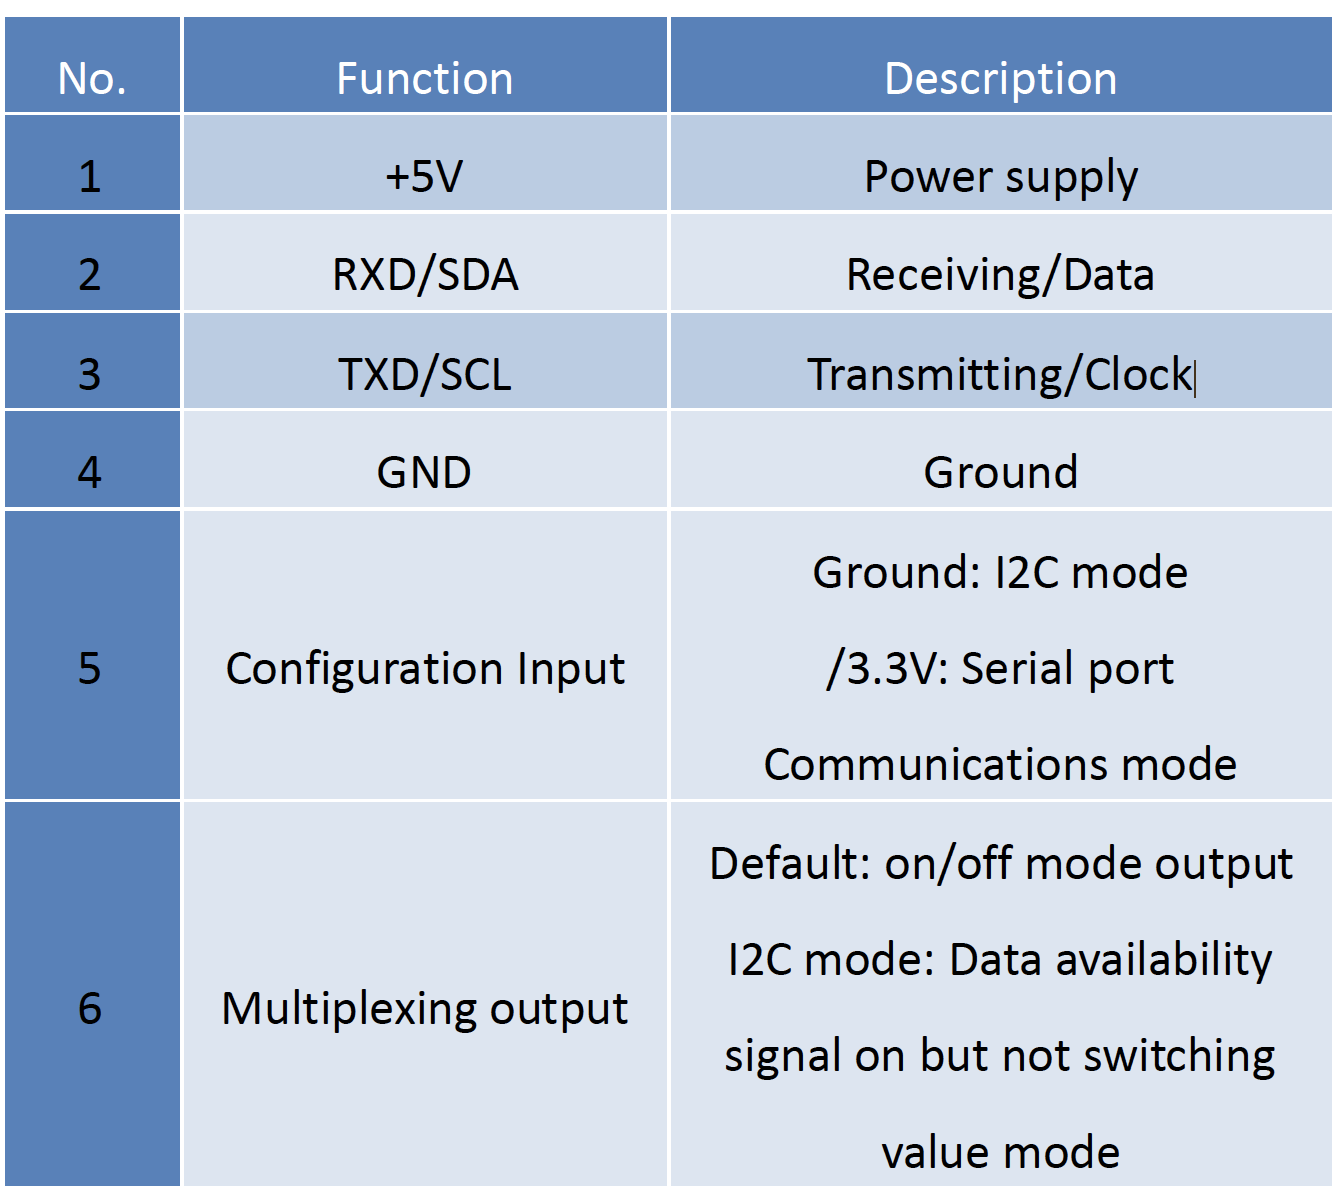 No. Function Description
1 +5V Power supply
2 RXD/SDA Receiving/Data
3 TXD/SCL Transmitting/Clock
4 GND Ground
5 Configuration Input Ground: I2C mode
/3.3V: Serial port
Communications mode
6 Multiplexing output Default: on/off mode output
I2C mode: Data availability
signal on but not switching
value mode